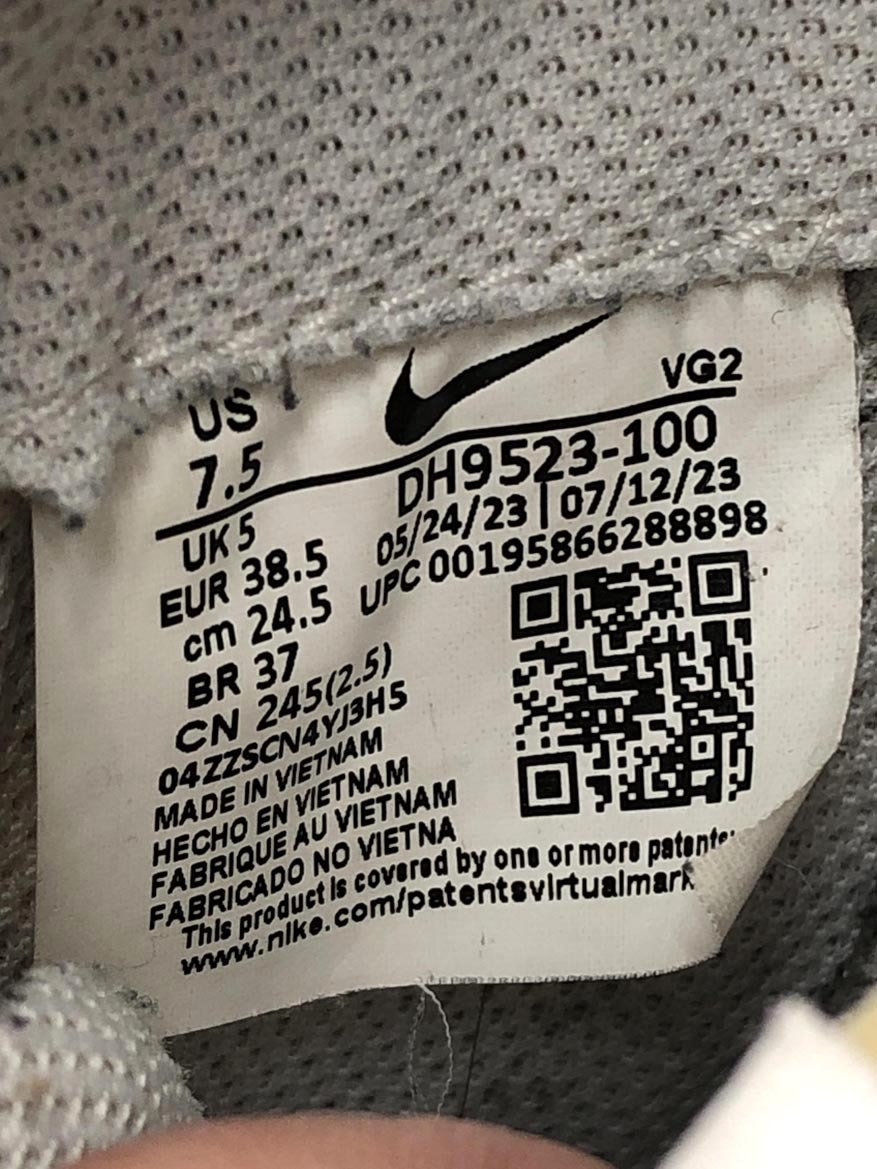 US
7.5
VG2
DH9523-100
05/24/23 | 07/12/23
UPC 00195866288898
UK 5
EUR 38.5
cm 24.5
BR 37
CN 245(2.5)
04ZZSCN4YJ3H5
MADE IN VIETNAM
HECHO EN VIETNAM
FABRIQUE AU VIETNAM
FABRICADO NO VIETNA
This product is covered by one or more patents
www.nike.com/patentsvirtualmark